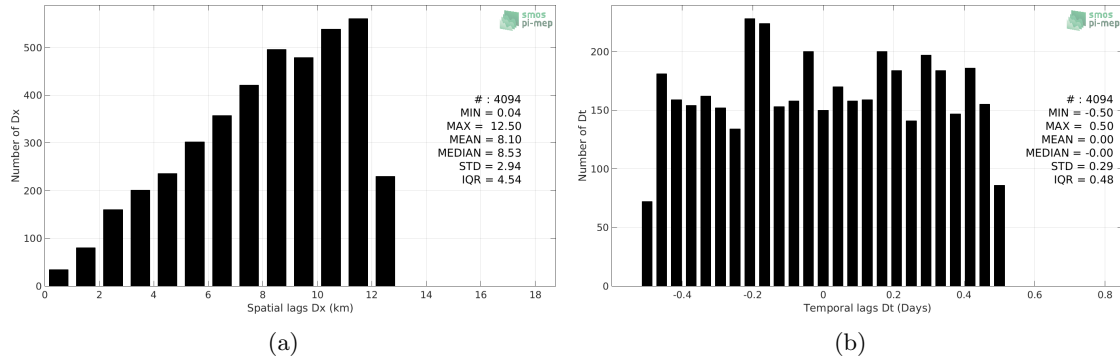 smos
pi-mep
500
400
300
200
100
0
Number of Dx
# : 4094
MIN = 0.04
MAX = 12.50
MEAN = 8.10
MEDIAN = 8.53
STD = 2.94
IQR = 4.54
0 2 4 6 8 10 12 14 16 18
Spatial lags Dx (km)
(a)
smos
pi-mep
200
150
100
50
0
Number of Dt
# : 4094
MIN = -0.50
MAX = 0.50
MEAN = 0.00
MEDIAN = -0.00
STD = 0.29
IQR = 0.48
-0.4 -0.2 0 0.2 0.4 0.6 0.8
Temporal lags Dt (Days)
(b)